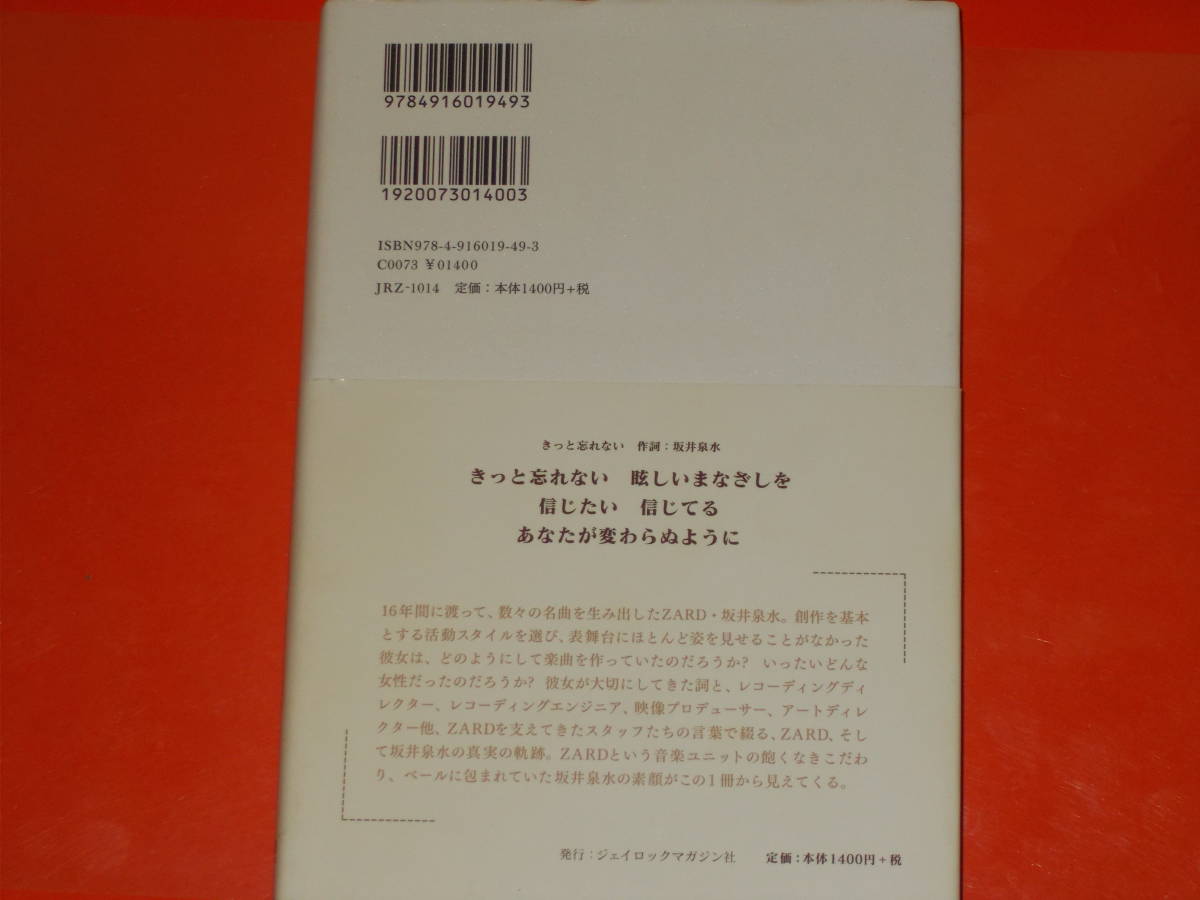 9784916019493
1920073014003
ISBN978-4-916019-49-3
C0073 ¥01400
JRZ-1014 定価:本体1400円+税
きっと忘れない 作詞:坂井泉水
きっと忘れない 眩しいまなざしを
信じたい 信じてる
あなたが変わらぬように
16年間に渡って、数々の名曲を生み出したZARD・坂井泉水。創作を基本
とする活動スタイルを選び、表舞台にほとんど姿を見せることがなかった
彼女は、どのようにして楽曲を作っていたのだろうか? いったいどんな
女性だったのだろうか? 彼女が大切にしてきた詞と、レコーディングディ
レクター、レコーディングエンジニア、映像プロデューサー、アートディレ
クター他、ZARDを支えてきたスタッフたちの言葉で綴る、ZARD、そし
て坂井泉水の真実の軌跡。ZARDという音楽ユニットの飽くなきこだわ
り、ベールに包まれていた坂井泉水の素顔がこの1冊から見えてくる。
発行:ジェイロックマガジン社 定価:本体1400円+税